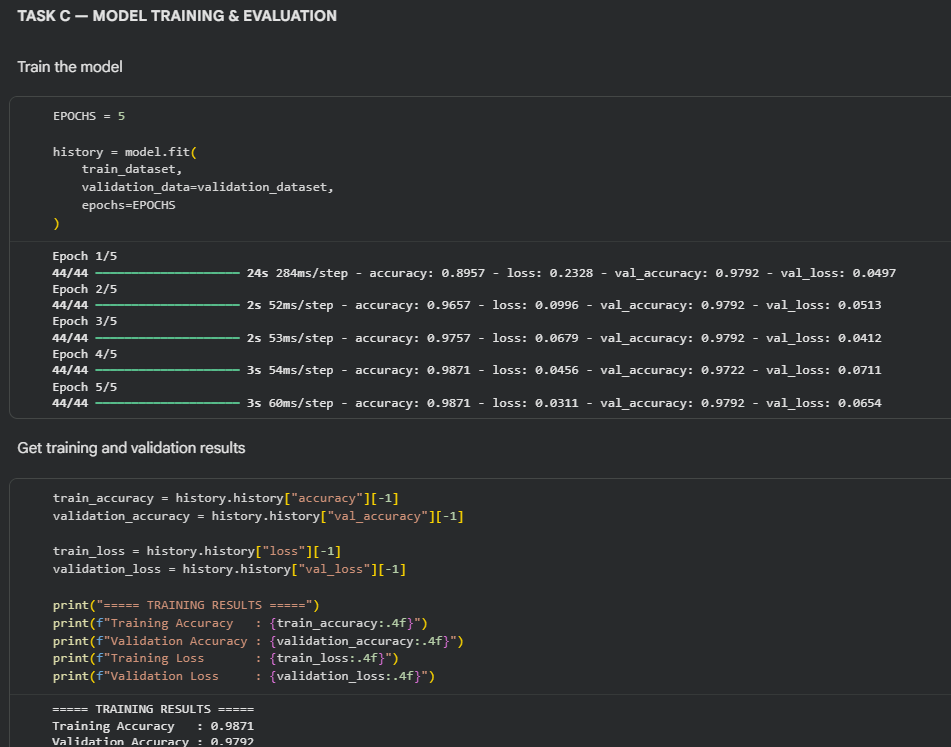 TASK C — MODEL TRAINING & EVALUATION
Train the model
EPOCHS = 5
history = model.fit(
    train_dataset,
    validation_data=validation_dataset,
    epochs=EPOCHS
)
Epoch 1/5
44/44 ━━━━━━━━━━━━━━━━━━━━ 24s 284ms/step - accuracy: 0.8957 - loss: 0.2328 - val_accuracy: 0.9792 - val_loss: 0.0497
Epoch 2/5
44/44 ━━━━━━━━━━━━━━━━━━━━ 2s 52ms/step - accuracy: 0.9657 - loss: 0.0996 - val_accuracy: 0.9792 - val_loss: 0.0513
Epoch 3/5
44/44 ━━━━━━━━━━━━━━━━━━━━ 2s 53ms/step - accuracy: 0.9757 - loss: 0.0679 - val_accuracy: 0.9792 - val_loss: 0.0412
Epoch 4/5
44/44 ━━━━━━━━━━━━━━━━━━━━ 3s 54ms/step - accuracy: 0.9871 - loss: 0.0456 - val_accuracy: 0.9722 - val_loss: 0.0711
Epoch 5/5
44/44 ━━━━━━━━━━━━━━━━━━━━ 3s 60ms/step - accuracy: 0.9871 - loss: 0.0311 - val_accuracy: 0.9792 - val_loss: 0.0654
Get training and validation results
train_accuracy = history.history["accuracy"][-1]
validation_accuracy = history.history["val_accuracy"][-1]
train_loss = history.history["loss"][-1]
validation_loss = history.history["val_loss"][-1]
print("===== TRAINING RESULTS =====")
print(f"Training Accuracy   : {train_accuracy:.4f}")
print(f"Validation Accuracy : {validation_accuracy:.4f}")
print(f"Training Loss       : {train_loss:.4f}")
print(f"Validation Loss     : {validation_loss:.4f}")
===== TRAINING RESULTS =====
Training Accuracy   : 0.9871
Validation Accuracy : 0.9792